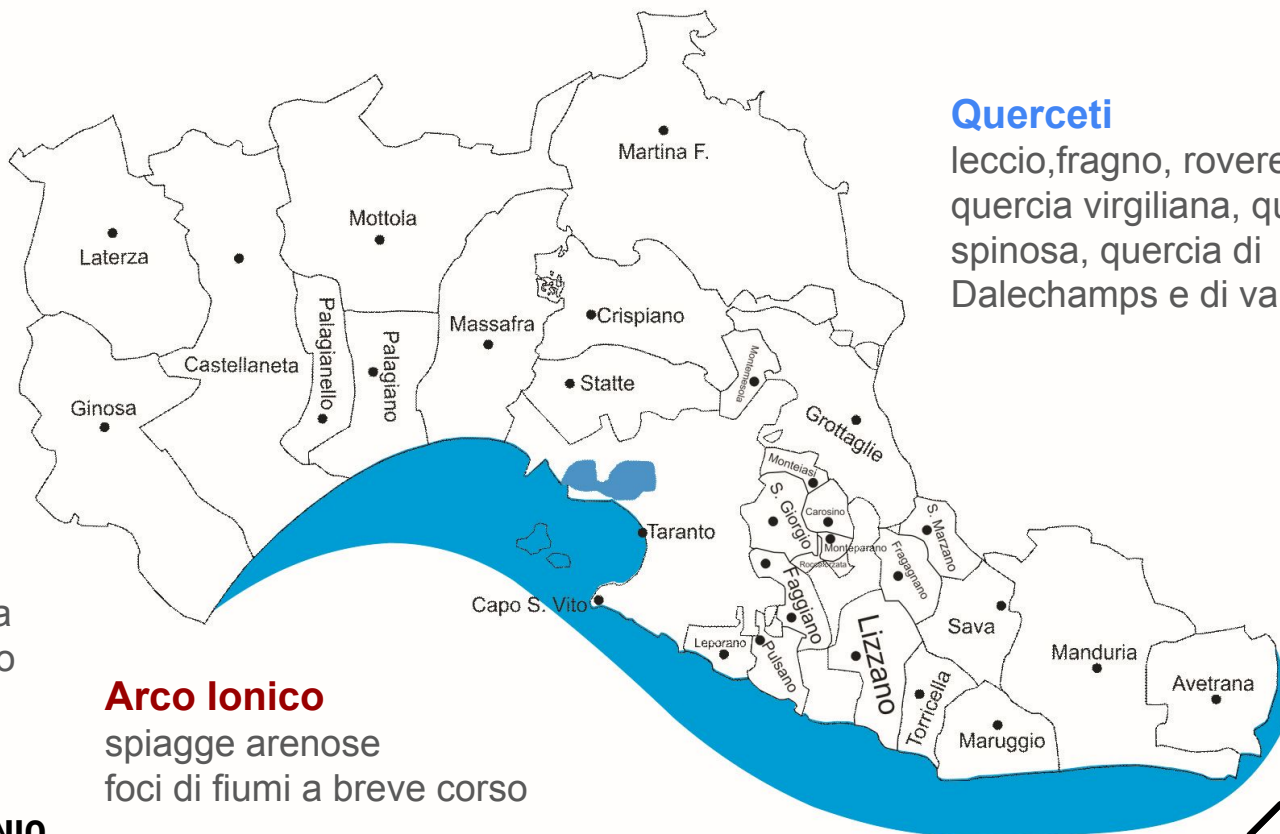 Querceti
leccio,fragno, rovere
quercia virgiliana, qu
spinosa, quercia di
Dalechamps e di va
Martina F.
Mottola
Laterza
Palagianello
Palagiano
Massafra
Crispiano
Castellaneta
Statte
Montemesola
Ginosa
Grottaglie
Monteiasi
S. Giorgio
Carosino
S. Marzano
Taranto
Monteparano
Roccaforzata
Fragagnano
Faggiano
Capo S. Vito
Lizzano
Sava
Leporano
Pulsano
Manduria
Torricella
Avetrana
Maruggio
a
o
Arco Ionico
spiagge arenose
foci di fiumi a breve corso
NIO